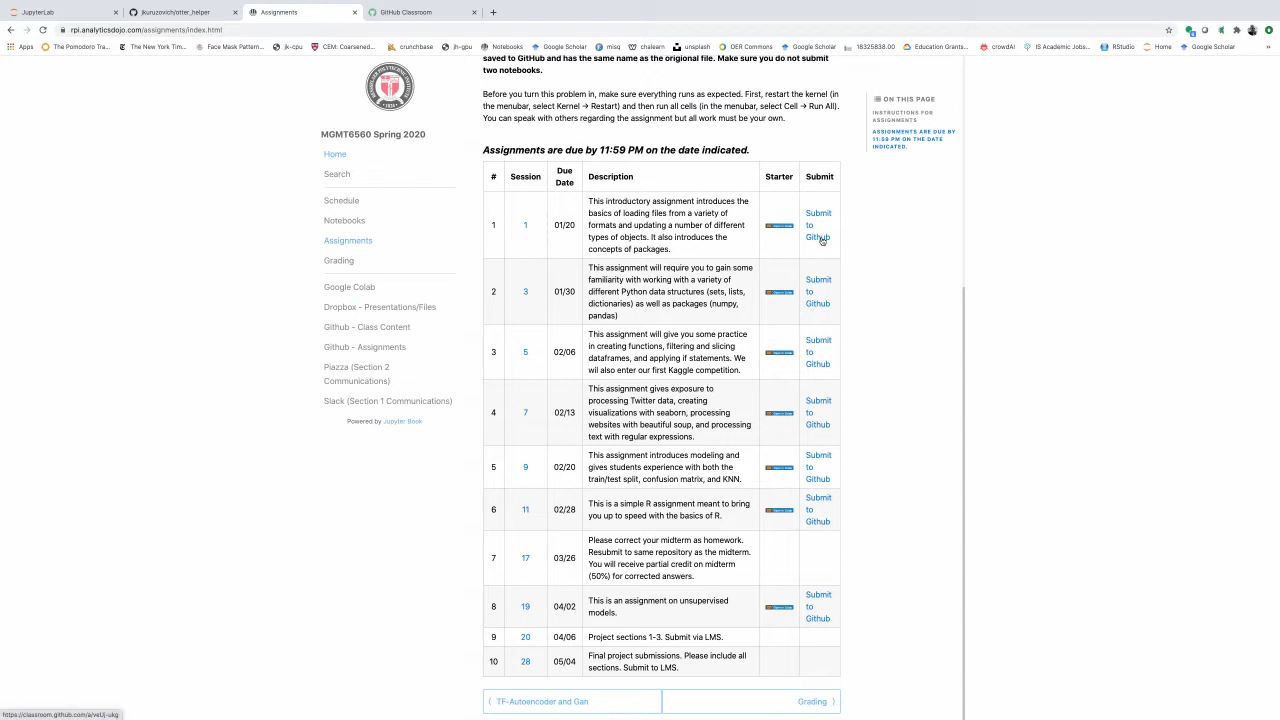 JupyterLab
jkuruzovich/otter_helper
Assignments
GitHub Classroom
rpi.analyticsdojo.com/assignments/index.html
Apps
The Pomodoro Tra...
The New York Tim...
Face Mask Pattern...
jk-cpu
CEM: Coarsened...
crunchbase
jh-gpu
Notebooks
Google Scholar
misq
chalearn
unsplash
OER Commons
Google Scholar
18325838.00
Education Grants...
crowdAI
IS Academic Jobs...
RStudio
Home
Google Scholar
»
saved to GitHub and has the same name as the origional file. Make sure you do not submit
two notebooks.
Before you turn this problem in, make sure everything runs as expected. First, restart the kernel (in
the menubar, select Kernel → Restart) and then run all cells (in the menubar, select Cell → Run All).
You can speak with others regarding the assignment but all work must be your own.
MGMT6560 Spring 2020
Home
Search
Schedule
Notebooks
Assignments
Grading
Google Colab
Dropbox - Presentations/Files
Github - Class Content
Github - Assignments
Piazza (Section 2
Communications)
Slack (Section 1 Communications)
Powered by Jupyter Book
Assignments are due by 11:59 PM on the date indicated.
# Session Due Date Description Starter Submit
1 1 01/20 This introductory assignment introduces the
basics of loading files from a variety of
formats and updating a number of different
types of objects. It also introduces the
concepts of packages.
Submit
to
Github
2 3 01/30 This assignment will require you to gain some
familiarity with working with a variety of
different Python data structures (sets, lists,
dictionaries) as well as packages (numpy,
pandas)
Submit
to
Github
3 5 02/06 This assignment will give you some practice
in creating functions, filtering and slicing
dataframes, and applying if statements. We
wil also enter our first Kaggle competition.
Submit
to
Github
4 7 02/13 This assignment gives exposure to
processing Twitter data, creating
visualizations with seaborn, processing
websites with beautiful soup, and processing
text with regular expressions.
Submit
to
Github
5 9 02/20 This assignment introduces modeling and
gives students experience with both the
train/test split, confusion matrix, and KNN.
Submit
to
Github
6 11 02/28 This is a simple R assignment meant to bring
you up to speed with the basics of R.
Submit
to
Github
7 17 03/26 Please correct your midterm as homework.
Resubmit to same repository as the midterm.
You will receive partial credit on midterm
(50%) for corrected answers.
8 19 04/02 This is an assignment on unsupervised
models.
Submit
to
Github
9 20 04/06 Project sections 1-3. Submit via LMS.
10 28 05/04 Final project submissions. Please include all
sections. Submit to LMS.
TF-Autoencoder and Gan
Grading
ON THIS PAGE
INSTRUCTIONS FOR
ASSIGNMENTS
ASSIGNMENTS ARE DUE BY
11:59 PM ON THE DATE
INDICATED.
https://classroom.github.com/a/veUj-ukg